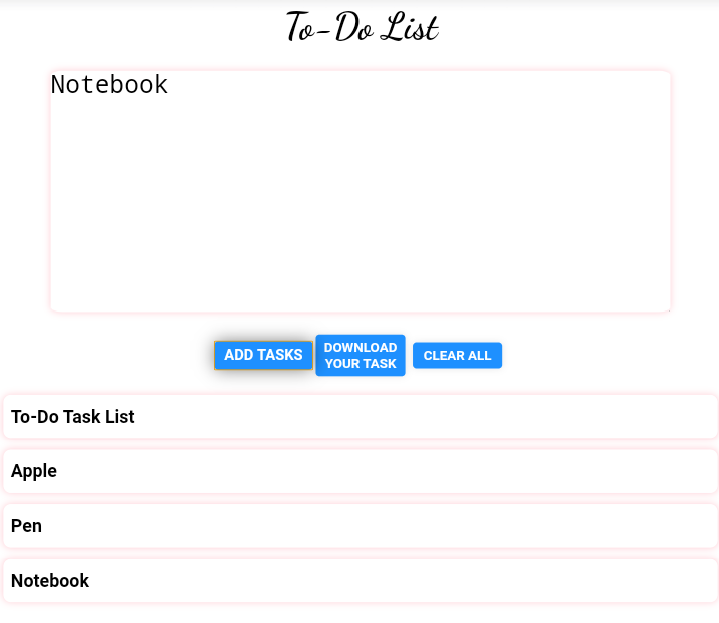 To-Do List
Notebook
ADD TASKS
DOWNLOAD
YOUR TASK
CLEAR ALL
To-Do Task List
Apple
Pen
Notebook